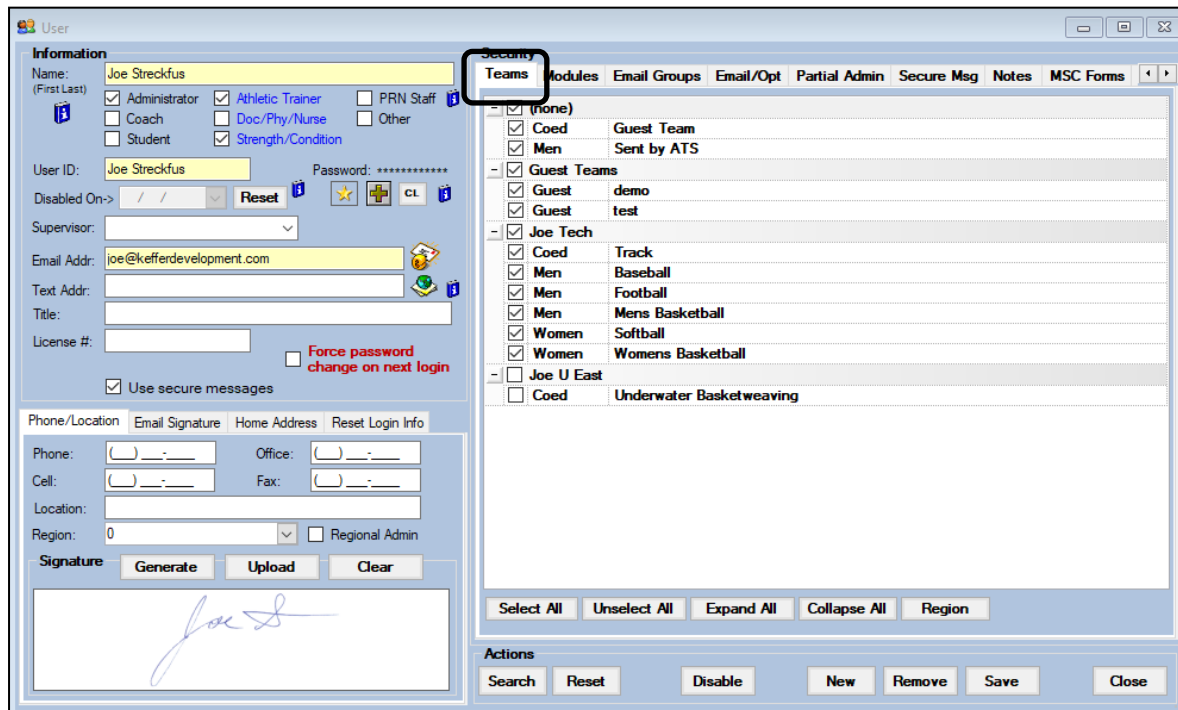 User
Information
Name:
(First Last)
Joe Streckfus
Administrator Athletic Trainer PRN Staff
Coach Doc/Phy/Nurse Other
Student Strength/Condition
User ID: Joe Streckfus Password: ************
Disabled On-> / / Reset CL
Supervisor:
Email Addr: joe@kefferdevelopment.com
Text Addr:
Title:
License #:
Force password
change on next login
Use secure messages
Phone/Location Email Signature Home Address Reset Login Info
Phone: (___) ___-____ Office: (___) ___-____
Cell: (___) ___-____ Fax: (___) ___-____
Location:
Region: 0 Regional Admin
Signature Generate Upload Clear
Joe S
Security
Teams Modules Email Groups Email/Opt Partial Admin Secure Msg Notes MSC Forms
(none)
Coed Guest Team
Men Sent by ATS
Guest Teams
Guest demo
Guest test
Joe Tech
Coed Track
Men Baseball
Men Football
Men Mens Basketball
Women Softball
Women Womens Basketball
Joe U East
Coed Underwater Basketweaving
Select All Unselect All Expand All Collapse All Region
Actions
Search Reset Disable New Remove Save Close